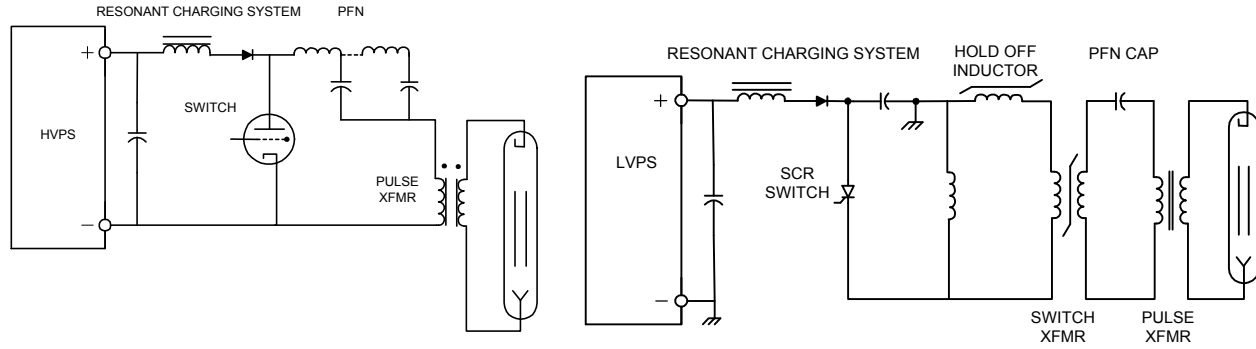 RESONANT CHARGING SYSTEM PFN
+
HVPS
SWITCH
PULSE
XFMR
−
RESONANT CHARGING SYSTEM
HOLD OFF
INDUCTOR
PFN CAP
+
LVPS
SCR
SWITCH
−
SWITCH
XFMR
PULSE
XFMR